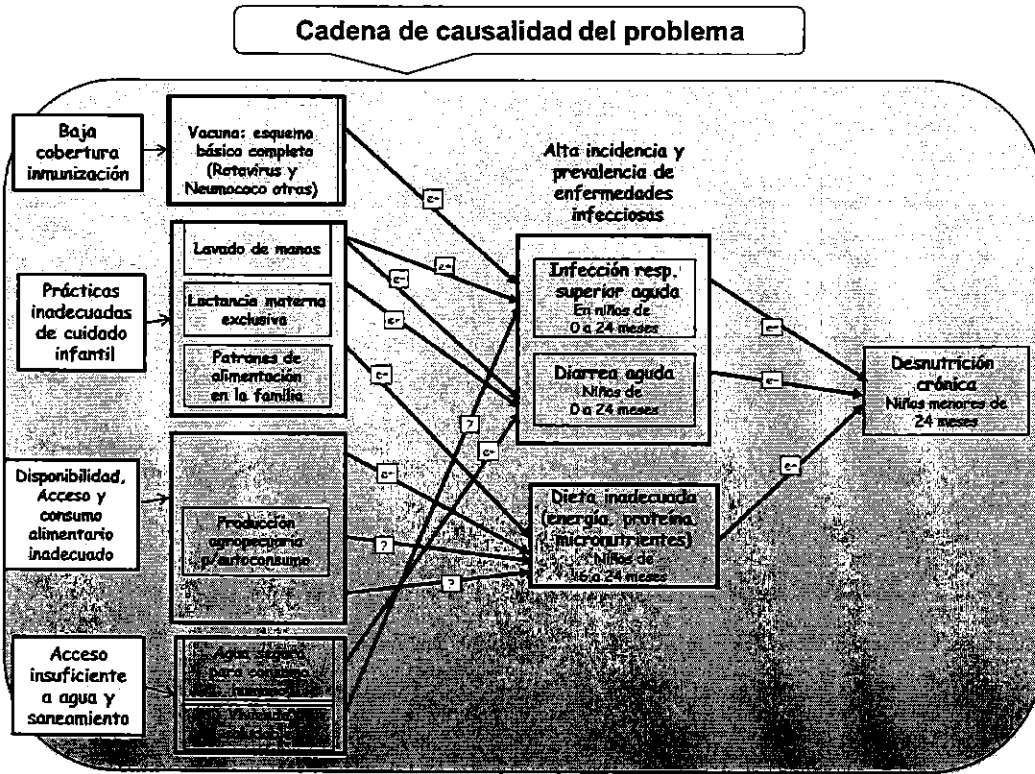 Cadena de causalidad del problema
Baja
cobertura
inmunización
Vacuna: esquema
básico completo
(Rotavirus y
Neumococo otras)
Alta incidencia y
prevalencia de
enfermedades
infecciosas
Prácticas
inadecuadas
de cuidado
infantil
Lavado de manos
Lactancia materna
exclusiva
Patrones de
alimentación
en la familia
Infección resp.
superior aguda
En niños de
0 a 24 meses
Diarrea aguda
Niños de
0 a 24 meses
Desnutrición
crónica
Niños menores de
24 meses
Disponibilidad,
Acceso y
consumo
alimentario
inadecuado
Producción
agropecuaria
p/autoconsumo
Dieta inadecuada
(energía, proteína,
micronutrientes)
Niños de
6 a 24 meses
Acceso
insuficiente
a agua y
saneamiento
Agua segura
para consumo
?
?
?